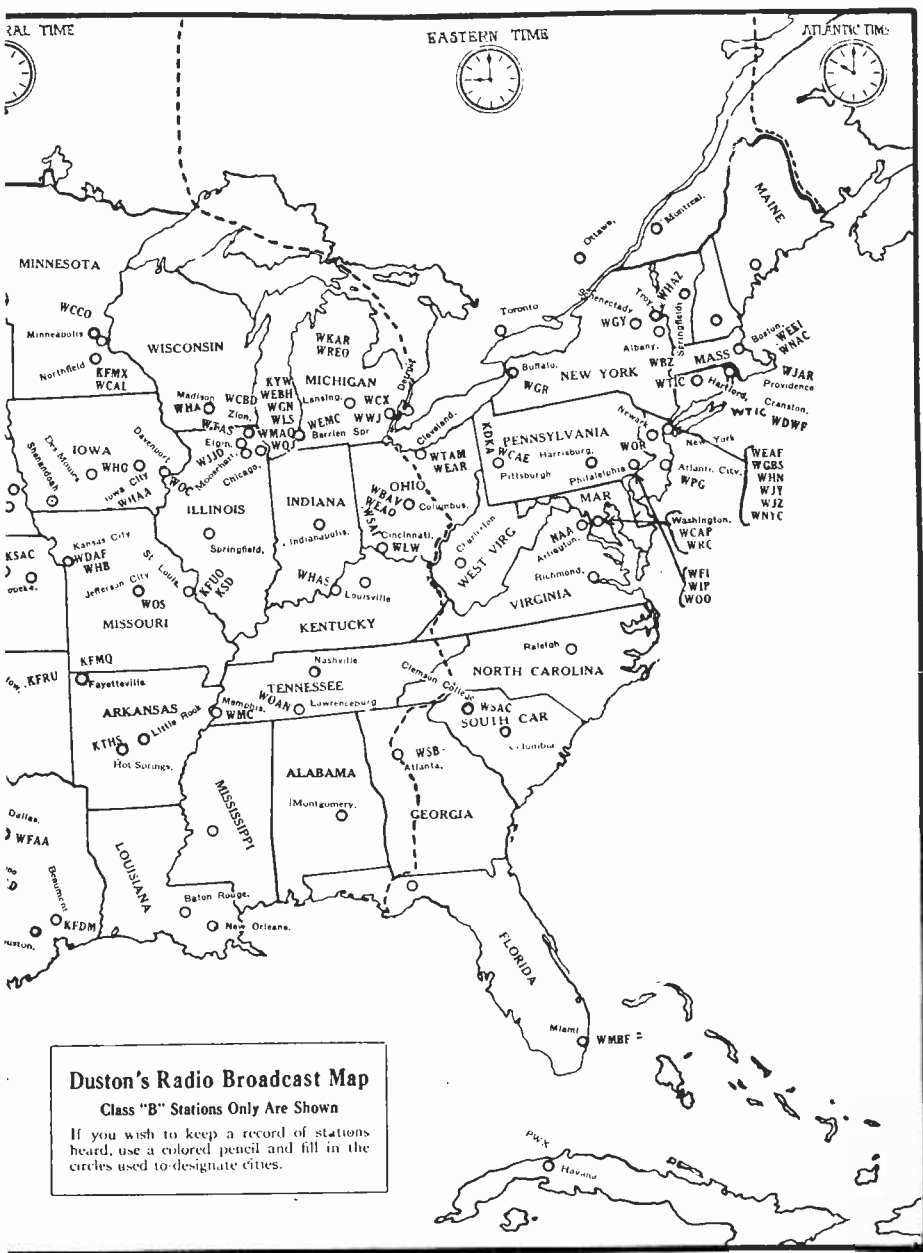 RAL TIME
EASTERN TIME
ATLANTIC TIME
MAINE
Montreal.
Ottawa.
MINNESOTA
WCCO
Minneapolis
Northfield
KFMX
WCAL
WISCONSIN
WKAR
WREO
MICHIGAN
Lansing.
WCX
WWJ
Detroit
Toronto
Schenectady
Troy
WHAZ
WGY
Albany.
WBZ
Springfield
Boston.
WEEI
WNAC
MASS
WJAR
Providence
Cranston.
WDWF
WTIC
Hartford,
WTIC
Buffalo.
WGR
NEW YORK
Madison
WHA
WCBD
Zion.
WTAS
Elgin.
WJJD
Mooseheart.
Chicago.
KYW
WEBH
WGN
WLS
WMAQ
WQJ
WEMC
Berrien Spr
Cleveland.
WTAM
WEAR
KDKA
WCAE
Pittsburgh
PENNSYLVANIA
Harrisburg.
Philadelphia
Newark
WOR
New York
WEAF
WGBS
WHN
WJY
WJZ
WNYC
Atlantic City.
WPG
IOWA
Des Moines
Shenandoah
WHO
Iowa City
WHAA
Davenport
WOC
ILLINOIS
Springfield.
INDIANA
Indianapolis.
OHIO
WBAV
WEAO
Columbus.
WSAI
Cincinnati.
WLW
MAR
NAA
Arlington.
Washington.
WCAP
WRC
WFI
WIP
WOO
Charleston
WEST VIRG
Richmond.
VIRGINIA
KSAC
opeka.
Kansas City
WDAF
WHB
Jefferson City
WOS
St. Louis
KFUO
KSD
MISSOURI
WHAS
Louisville
KENTUCKY
KFRU
KFMQ
Fayetteville
ARKANSAS
KTHS
Little Rock
Hot Springs.
Nashville
TENNESSEE
WOAN
Lawrenceburg
Memphis.
WMC
Raleigh
NORTH CAROLINA
Clemson College
WSAC
SOUTH CAR
Columbia
WSB
Atlanta.
GEORGIA
ALABAMA
Montgomery.
MISSISSIPPI
Dallas.
WFAA
Beaumont
KFDM
ouston.
LOUISIANA
Baton Rouge.
New Orleans.
FLORIDA
Miami
WMBF
Duston's Radio Broadcast Map
Class "B" Stations Only Are Shown
If you wish to keep a record of stations
heard, use a colored pencil and fill in the
circles used to designate cities.
PWX
Havana